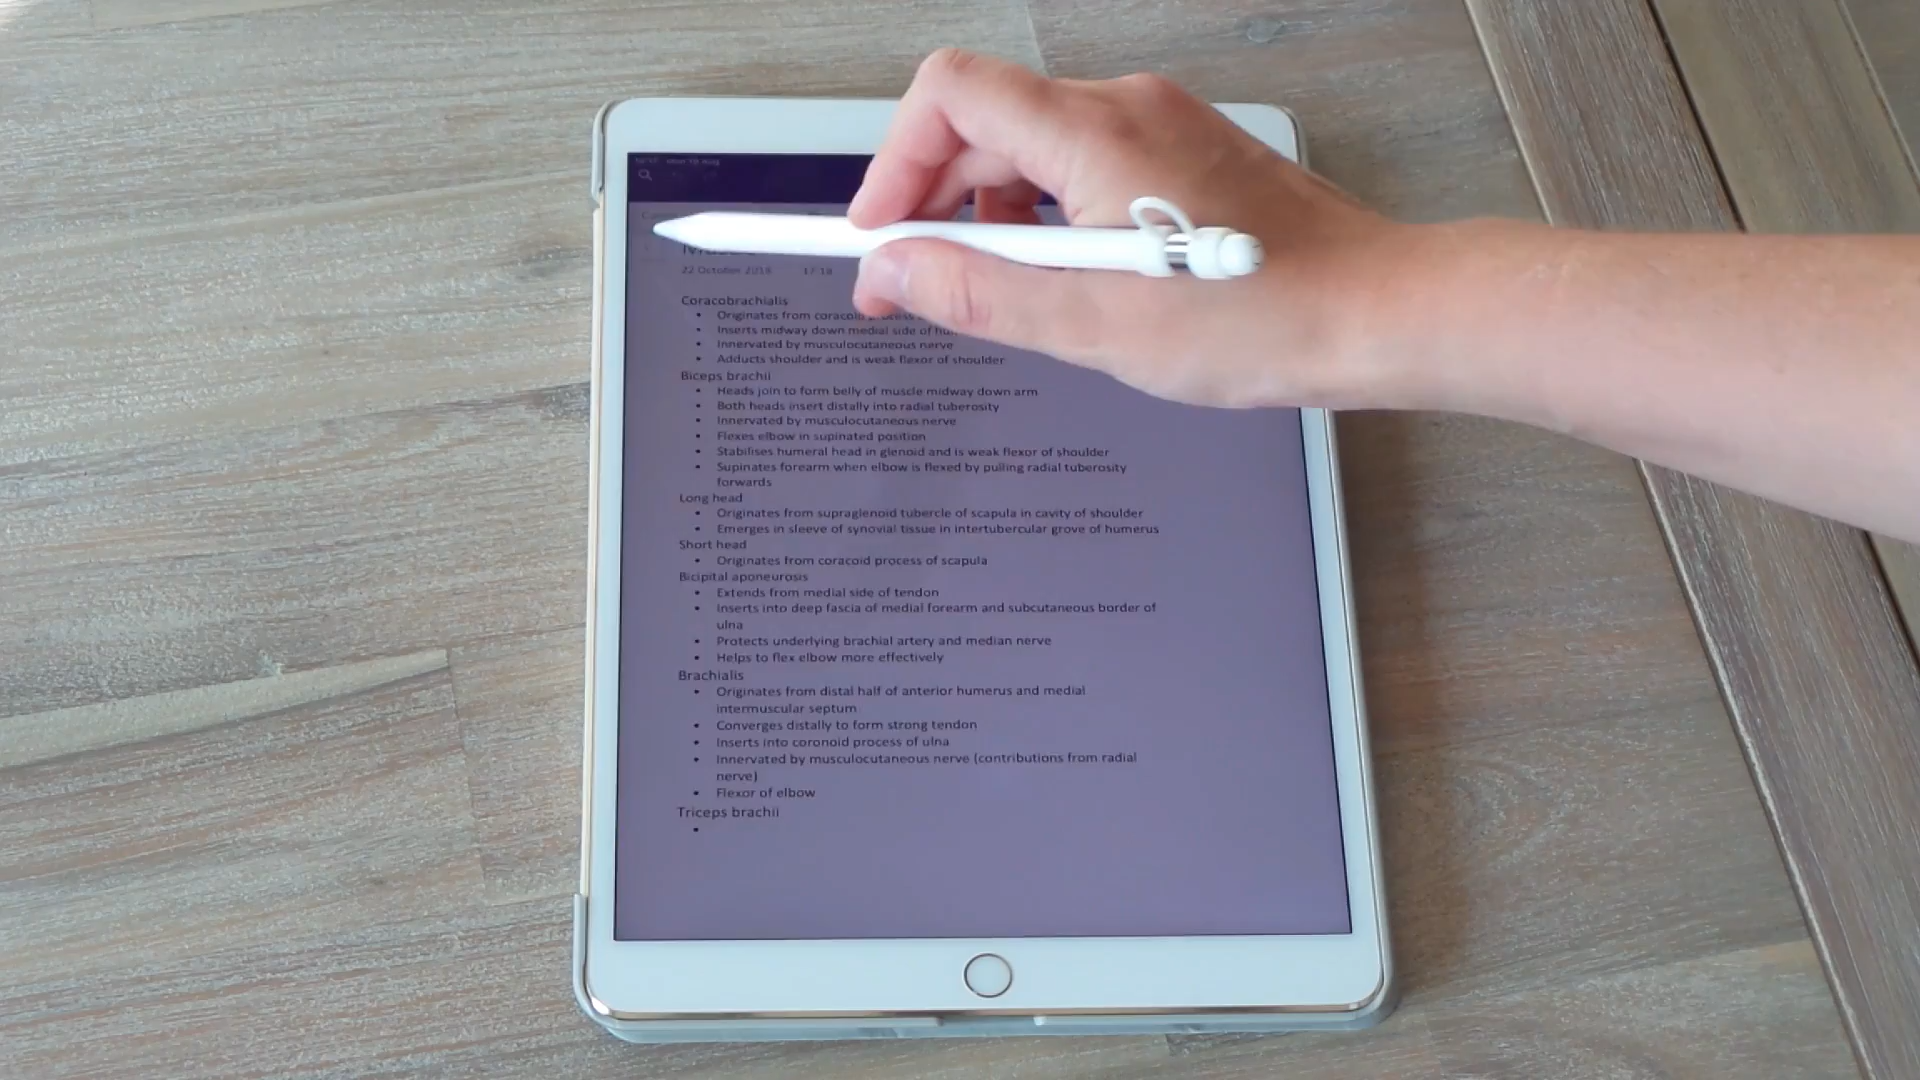 22 October 2019 17:18
Coracobrachialis
• Originates from coracoid process
• Inserts midway down medial side of
• Innervated by musculocutaneous nerve
• Adducts shoulder and is weak flexor of shoulder
Biceps brachii
• Heads join to form belly of muscle midway down arm
• Both heads insert distally into radial tuberosity
• Innervated by musculocutaneous nerve
• Flexes elbow in supinated position
• Stabilises humeral head in glenoid and is weak flexor of shoulder
• Supinates forearm when elbow is flexed by pulling radial tuberosity
forwards
Long head
• Originates from supraglenoid tubercle of scapula in cavity of shoulder
• Emerges in sleeve of synovial tissue in intertubercular grove of humerus
Short head
• Originates from coracoid process of scapula
Bicipital aponeurosis
• Extends from medial side of tendon
• Inserts into deep fascia of medial forearm and subcutaneous border of
ulna
• Protects underlying brachial artery and median nerve
• Helps to flex elbow more effectively
Brachialis
• Originates from distal half of anterior humerus and medial
intermuscular septum
• Converges distally to form strong tendon
• Inserts into coronoid process of ulna
• Innervated by musculocutaneous nerve (contributions from radial
nerve)
• Flexor of elbow
Triceps brachii
•